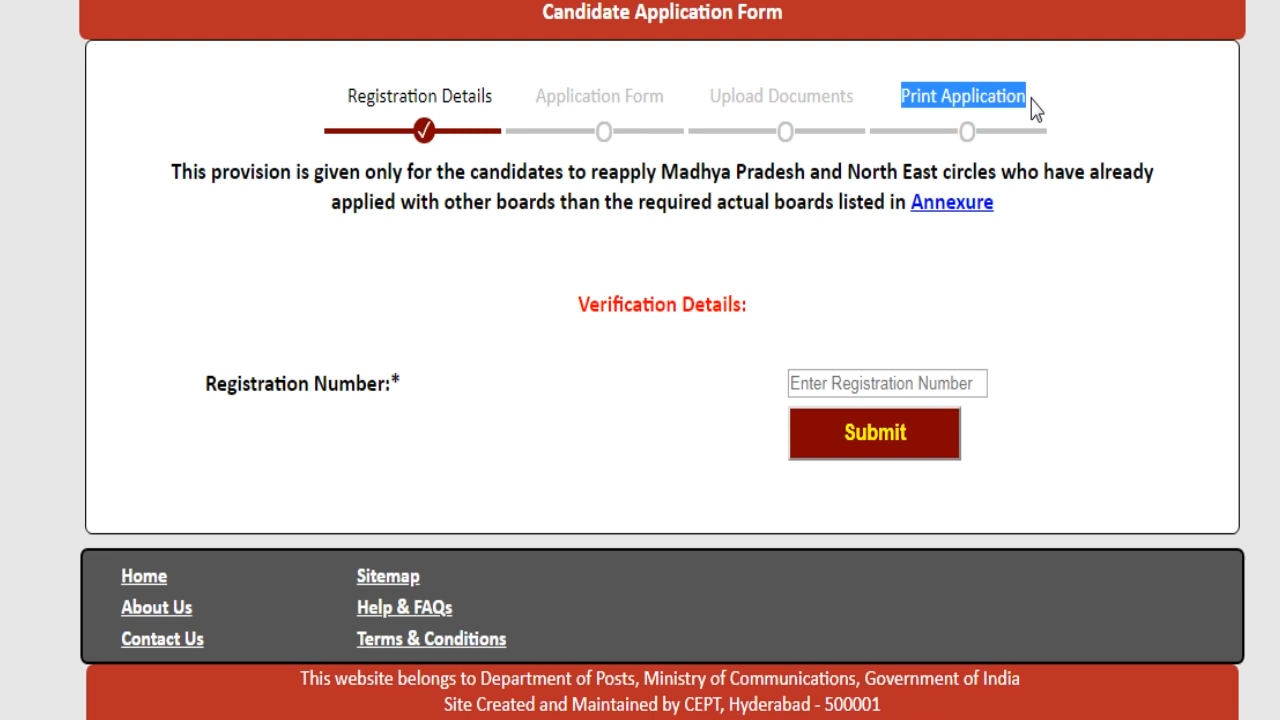 Candidate Application Form
Registration Details Application Form Upload Documents Print Application
This provision is given only for the candidates to reapply Madhya Pradesh and North East circles who have already
applied with other boards than the required actual boards listed in Annexure
Verification Details:
Registration Number:* Enter Registration Number
Submit
Home Sitemap
About Us Help & FAQs
Contact Us Terms & Conditions
This website belongs to Department of Posts, Ministry of Communications, Government of India
Site Created and Maintained by CEPT, Hyderabad - 500001